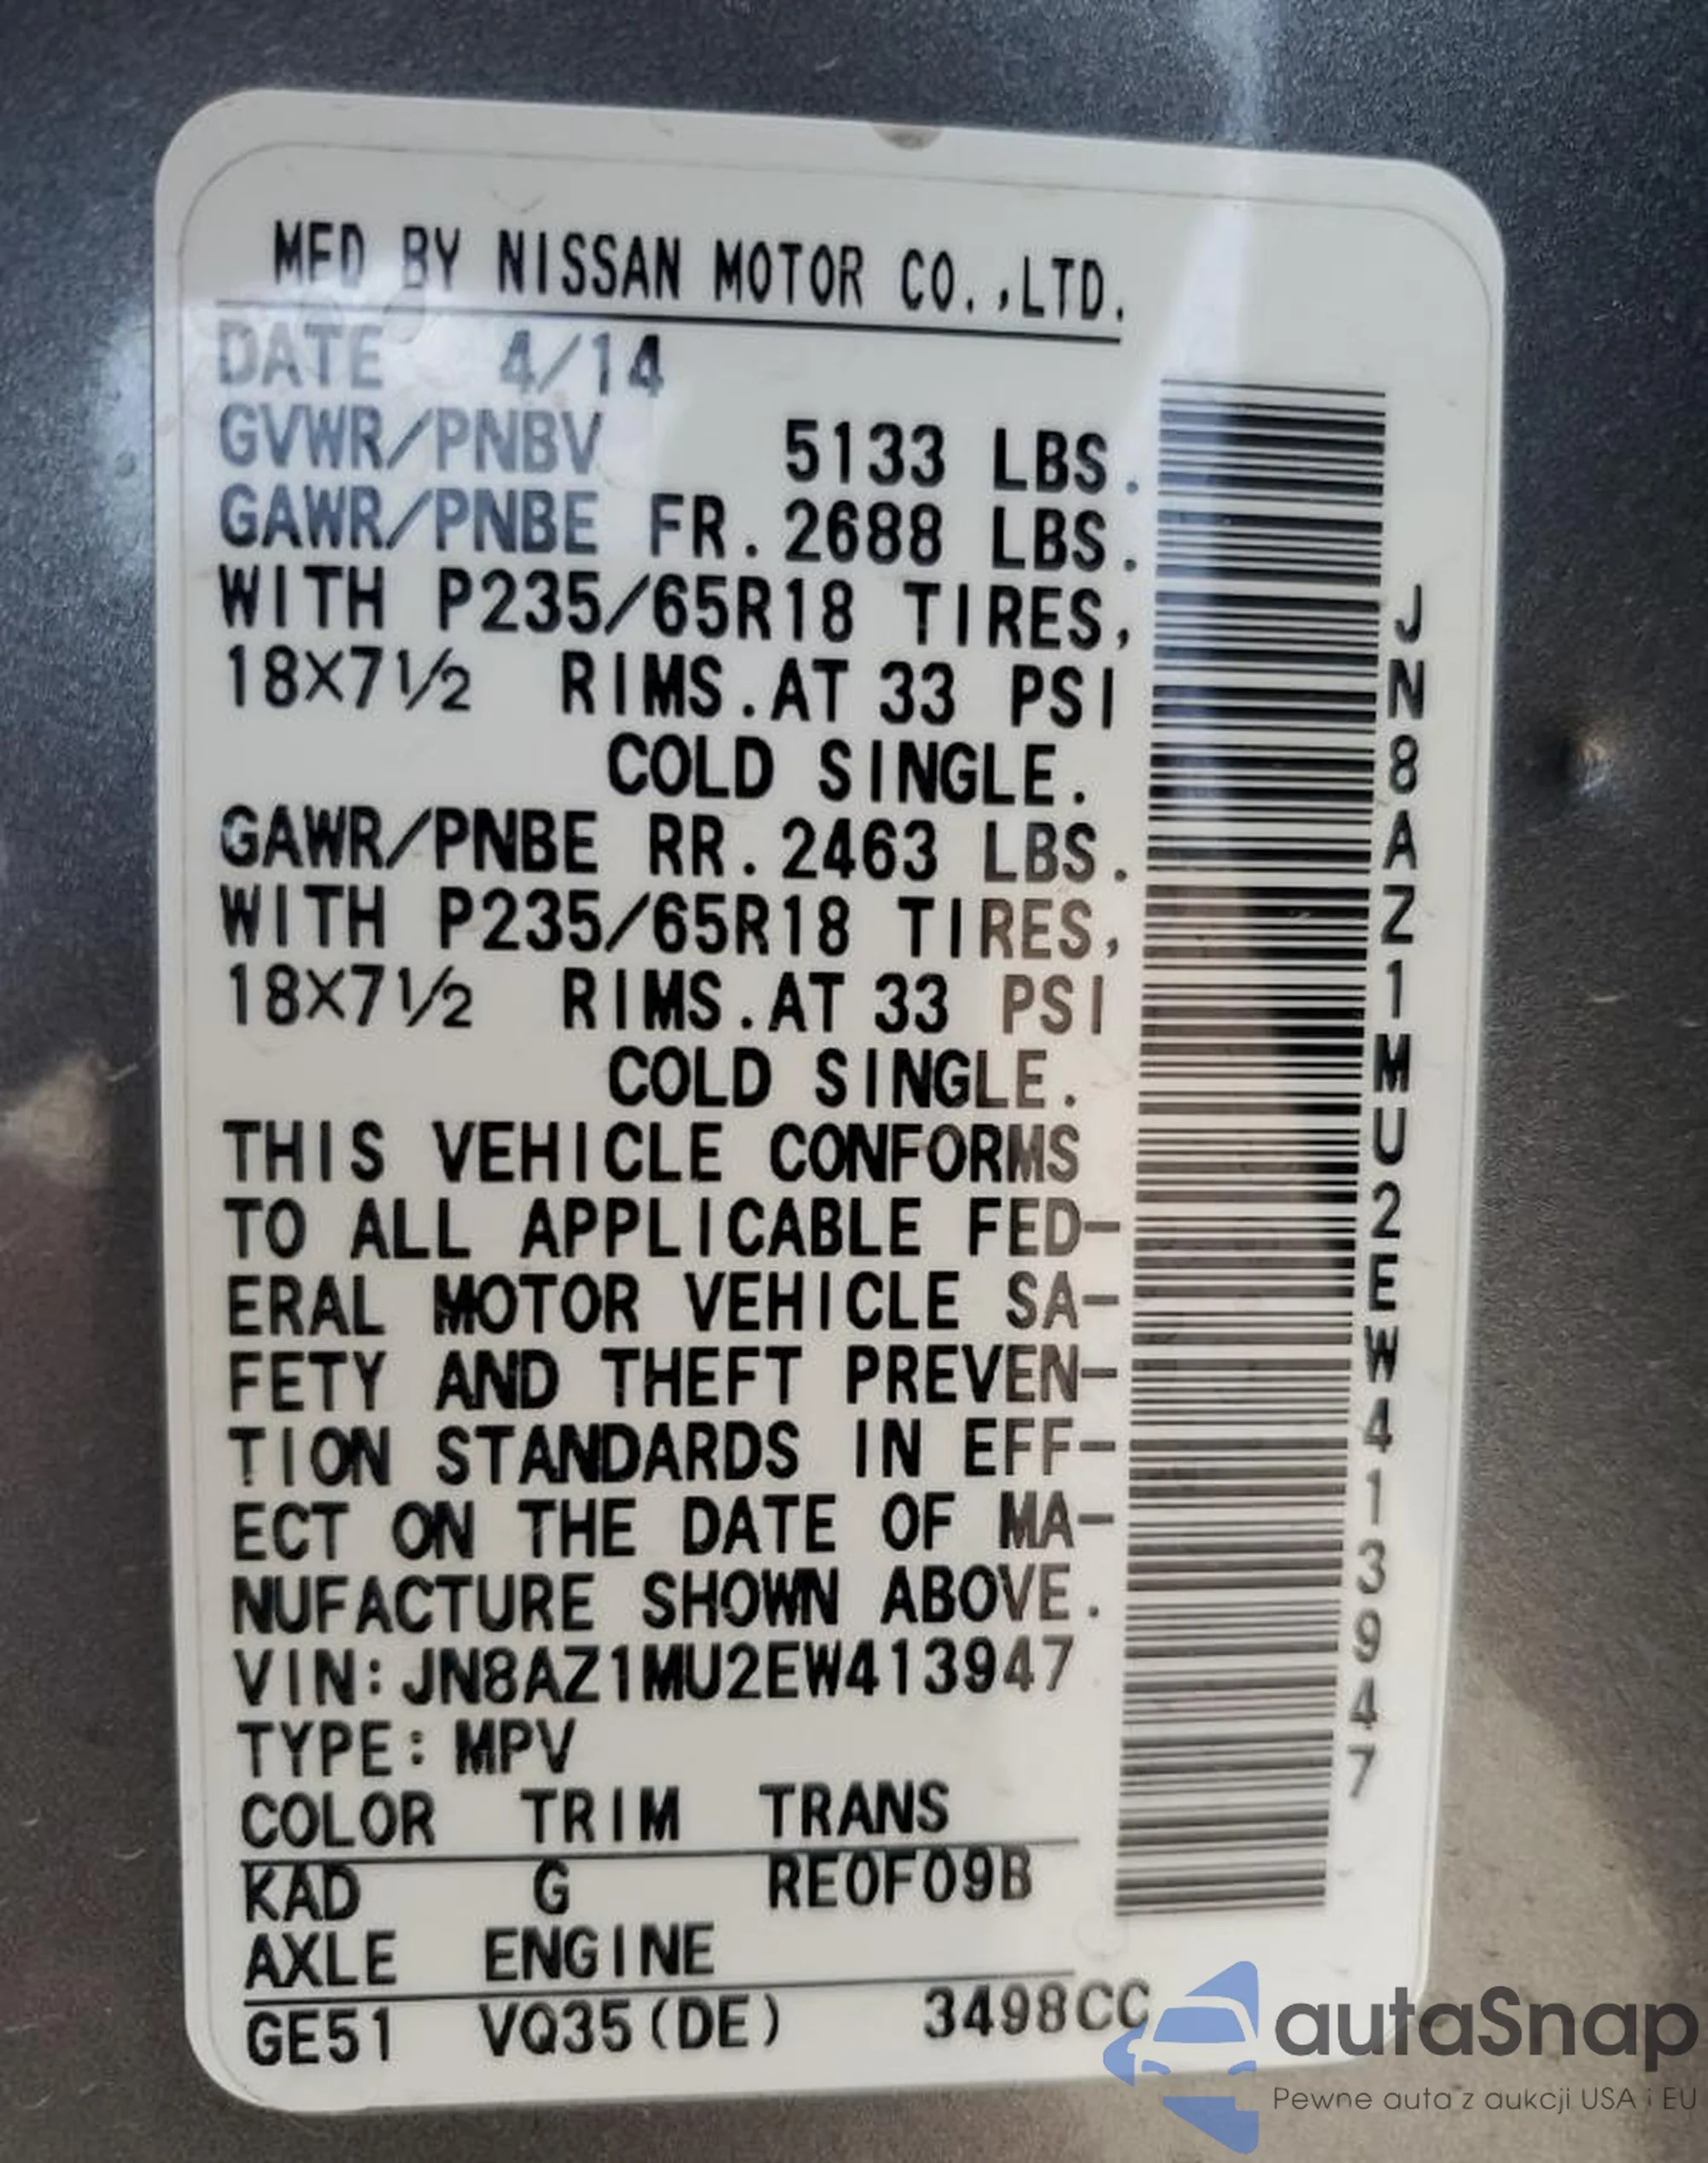 MFD BY NISSAN MOTOR CO.,LTD.
DATE 4/14
GVWR/PNBV 5133 LBS.
GAWR/PNBE FR.2688 LBS.
WITH P235/65R18 TIRES,
18×7½ RIMS.AT 33 PSI
COLD SINGLE.
GAWR/PNBE RR.2463 LBS.
WITH P235/65R18 TIRES,
18×7½ RIMS.AT 33 PSI
COLD SINGLE.
THIS VEHICLE CONFORMS
TO ALL APPLICABLE FED-
ERAL MOTOR VEHICLE SA-
FETY AND THEFT PREVEN-
TION STANDARDS IN EFF-
ECT ON THE DATE OF MA-
NUFACTURE SHOWN ABOVE.
VIN:JN8AZ1MU2EW413947
TYPE:MPV
COLOR TRIM TRANS
KAD G RE0F09B
AXLE ENGINE
GE51 VQ35(DE) 3498CC
JN8AZ1MU2EW413947
autaSnap
Pewne auta z aukcji USA i EU